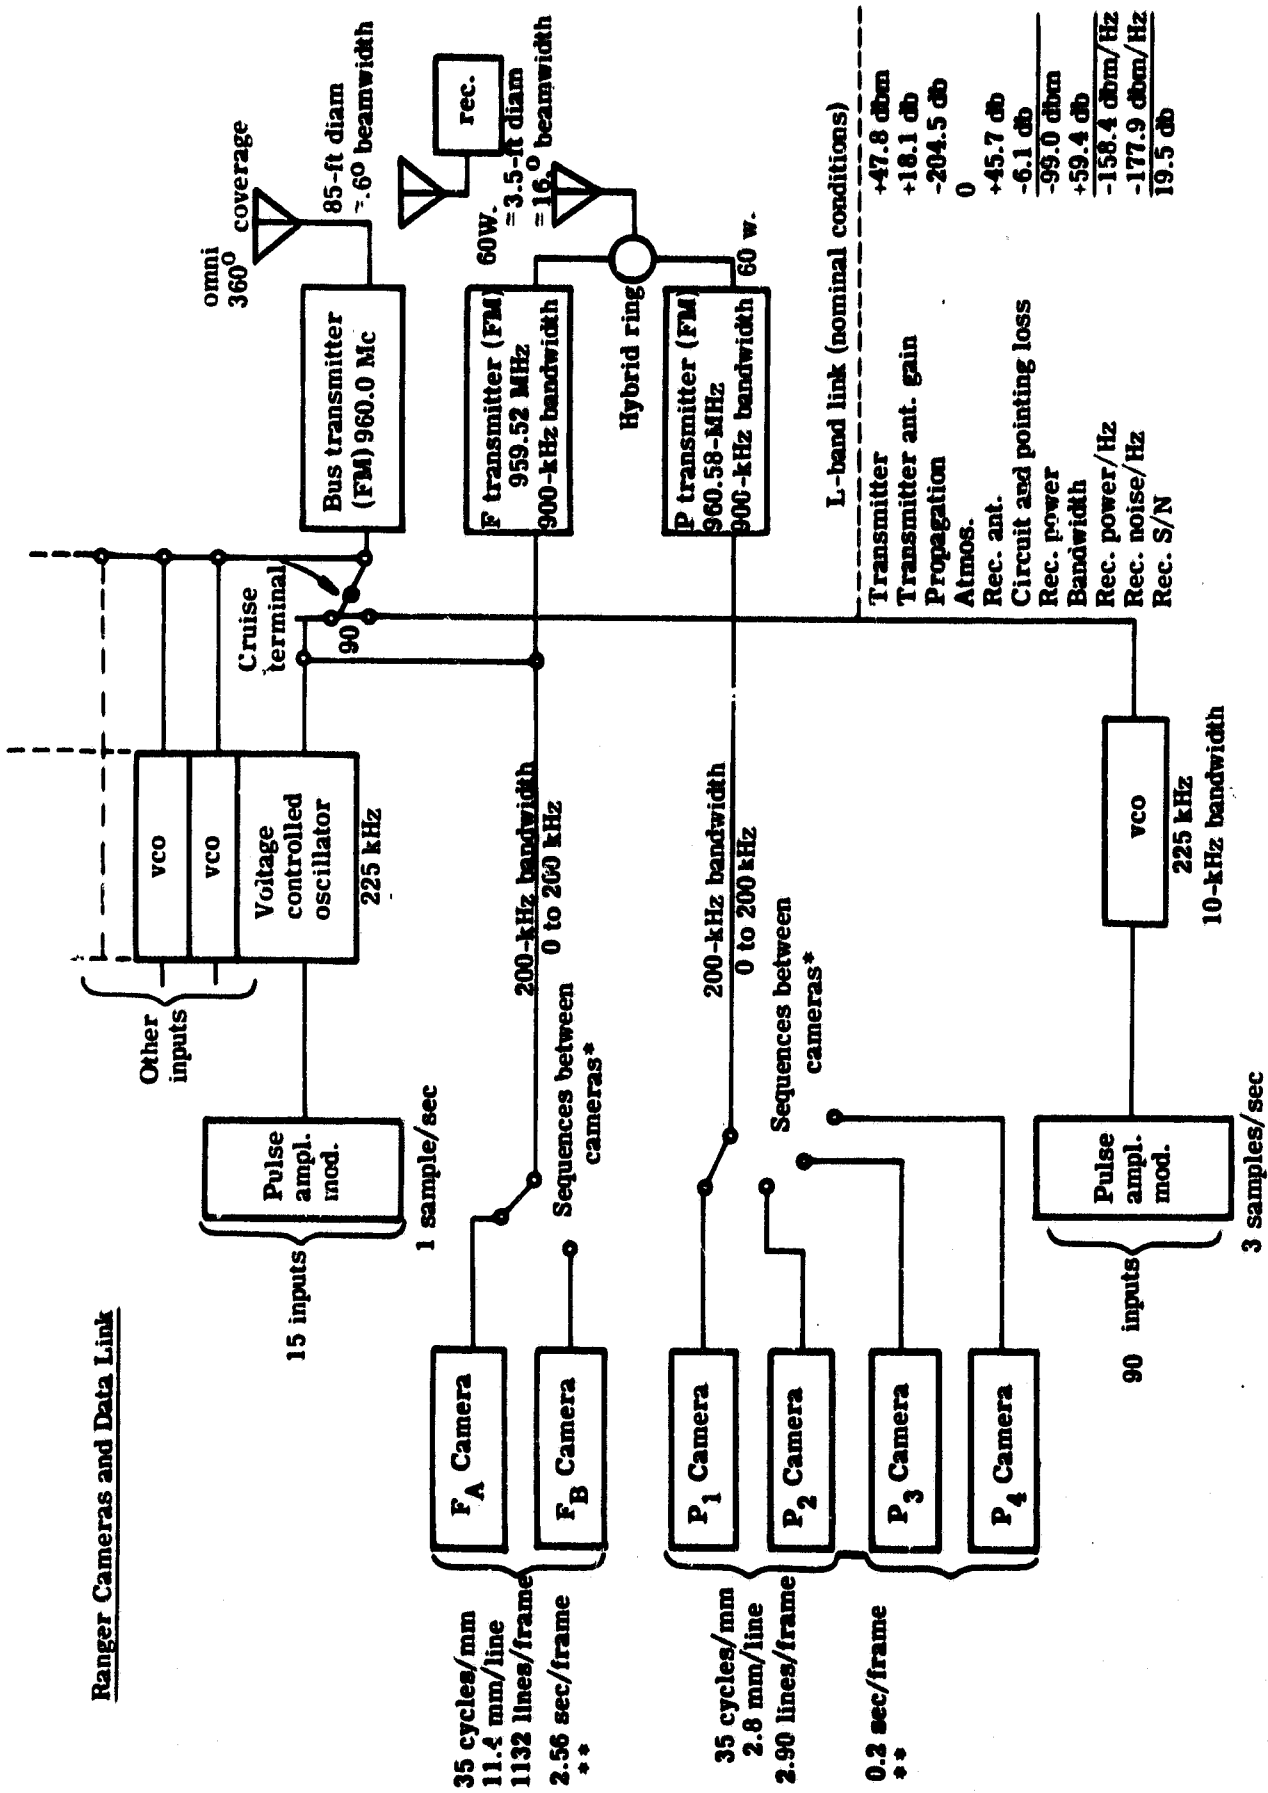 Ranger Cameras and Data Link
Other
inputs
vco
vco
Voltage
controlled
oscillator
225 kHz
15 inputs
Pulse
ampl.
mod.
1 sample/sec
Cruise
terminal
90
Bus transmitter
(FM) 960.0 Mc
omni
360° coverage
85-ft diam
≈.6° beamwidth
rec.
35 cycles/mm
11.4 mm/line
1132 lines/frame
2.56 sec/frame
**
FA Camera
FB Camera
Sequences between
cameras*
200-kHz bandwidth
0 to 200 kHz
F transmitter (FM)
959.52 MHz
900-kHz bandwidth
60W.
≈3.5-ft diam
≈16.° beamwidth
Hybrid ring
35 cycles/mm
2.8 mm/line
2.90 lines/frame
0.2 sec/frame
**
P1 Camera
P2 Camera
P3 Camera
P4 Camera
Sequences between
cameras*
200-kHz bandwidth
0 to 200 kHz
P transmitter (FM)
960.58-MHz
900-kHz bandwidth
60 w.
90 inputs
Pulse
ampl.
mod.
3 samples/sec
vco
225 kHz
10-kHz bandwidth
L-band link (nominal conditions)
Transmitter +47.8 dbm
Transmitter ant. gain +18.1 db
Propagation -204.5 db
Atmos. 0
Rec. ant. +45.7 db
Circuit and pointing loss -6.1 db
Rec. power -99.0 dbm
Bandwidth +59.4 db
Rec. power/Hz -158.4 dbm/Hz
Rec. noise/Hz -177.9 dbm/Hz
Rec. S/N 19.5 db